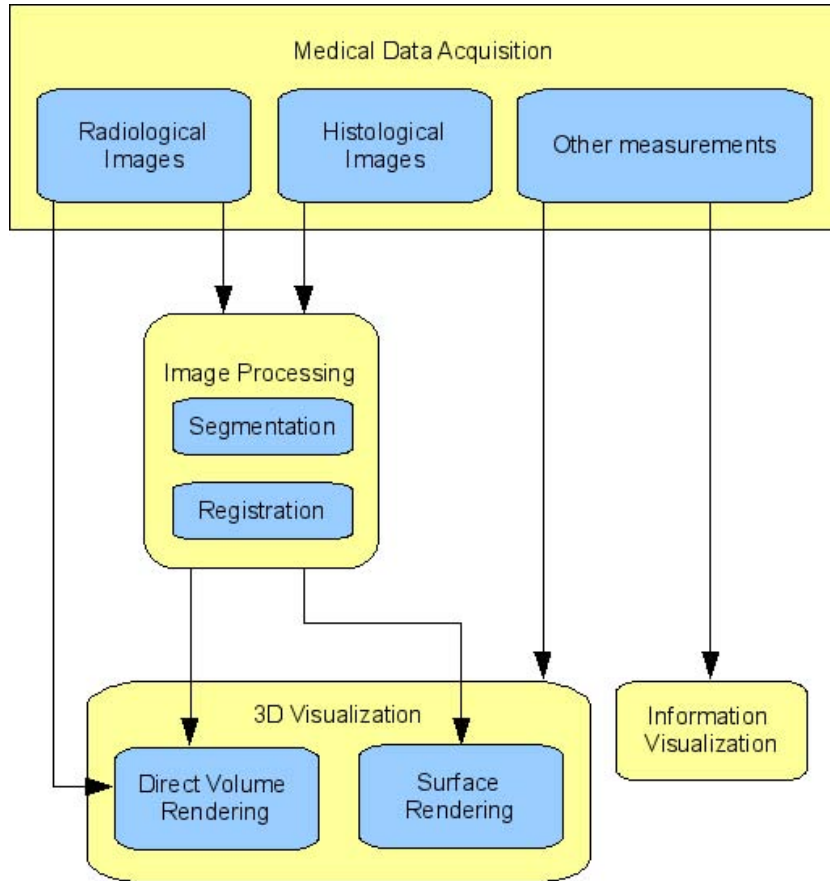 Medical Data Acquisition
Radiological
Images
Histological
Images
Other measurements
Image Processing
Segmentation
Registration
3D Visualization
Direct Volume
Rendering
Surface
Rendering
Information
Visualization